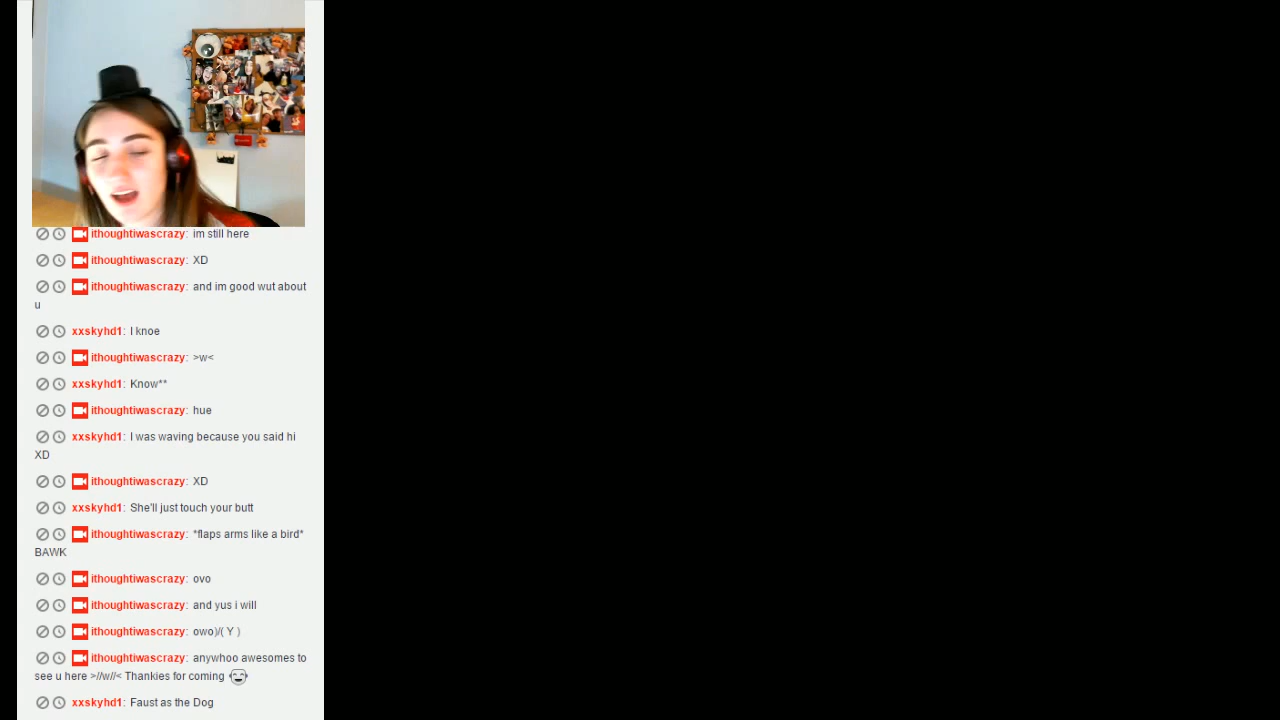 ithoughtiwascrazy: im still here
ithoughtiwascrazy: XD
ithoughtiwascrazy: and im good wut about
u
xxskyhd1: I knoe
ithoughtiwascrazy: >w<
xxskyhd1: Know**
ithoughtiwascrazy: hue
xxskyhd1: I was waving because you said hi
XD
ithoughtiwascrazy: XD
xxskyhd1: She'll just touch your butt
ithoughtiwascrazy: *flaps arms like a bird*
BAWK
ithoughtiwascrazy: ovo
ithoughtiwascrazy: and yus i will
ithoughtiwascrazy: owo)/( Y )
ithoughtiwascrazy: anywhoo awesomes to
see u here >//w//< Thankies for coming
xxskyhd1: Faust as the Dog